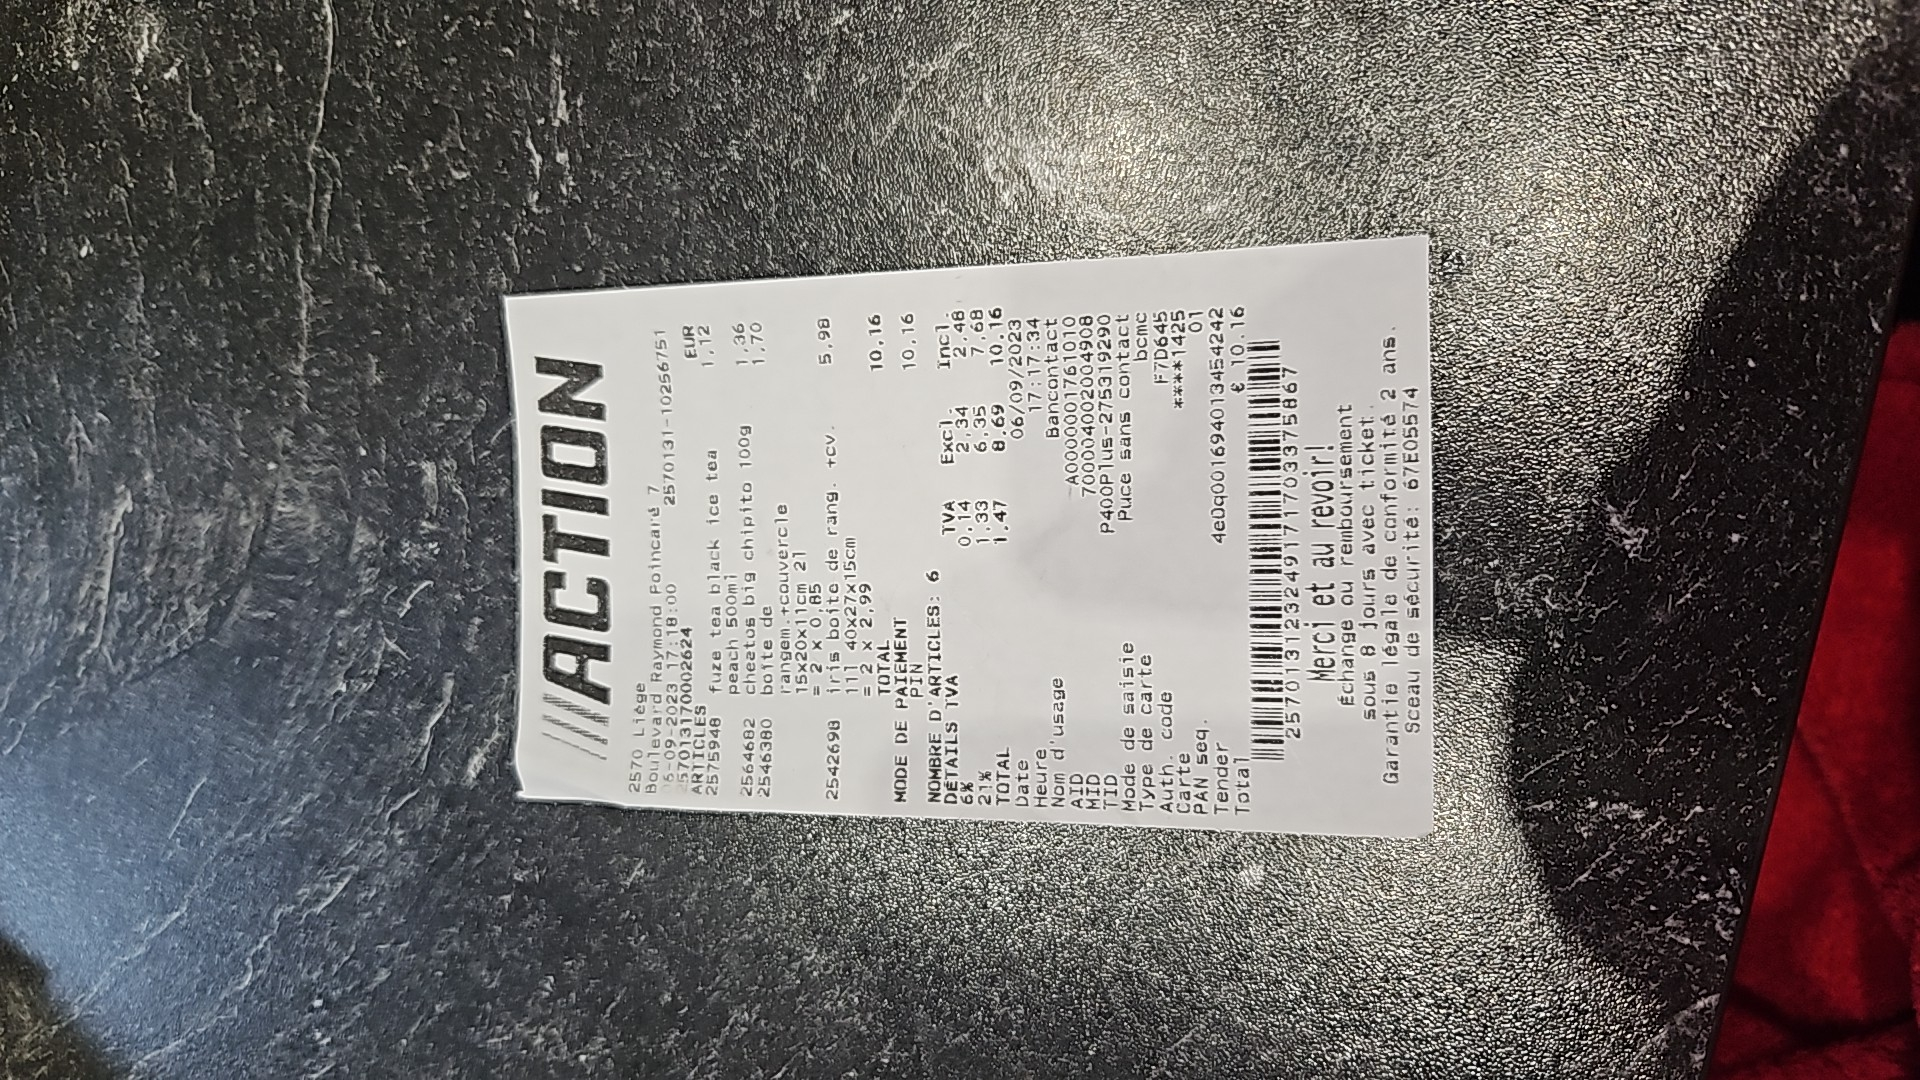 ACTION
2570 Liège
Boulevard Raymond Poincaré 7
6-09-2023 17:18:00 2570131-10256751
257013170002624
ARTICLES EUR
2575948 fuze tea black ice tea 1,12
peach 500ml
2564682 cheetos big chipito 100g 1,36
2546380 boîte de 1,70
rangem.+couvercle
15x20x11cm 2l
= 2 x 0,85
2542698 iris boîte de rang. +cv. 5,98
11l 40x27x15cm
= 2 x 2,99
TOTAL 10,16
MODE DE PAIEMENT
PIN 10,16
NOMBRE D'ARTICLES: 6
DÉTAILS TVA TVA Excl. Incl.
6% 0,14 2,34 2,48
21% 1,33 6,35 7,68
TOTAL 1,47 8,69 10,16
Date 06/09/2023
Heure 17:17:34
Nom d'usage Bancontact
AID A0000001761010
MID 700004002004908
TID P400Plus-275319290
Mode de saisie Puce sans contact
Type de carte bcmc
Auth. code F7D645
Carte ****1425
PAN seq. 01
Tender 4eDq001694013454242
Total € 10,16
Merci et au revoir!
Échange ou remboursement
sous 8 jours avec ticket.
Garantie légale de conformité 2 ans.
Sceau de sécurité: 67E05574